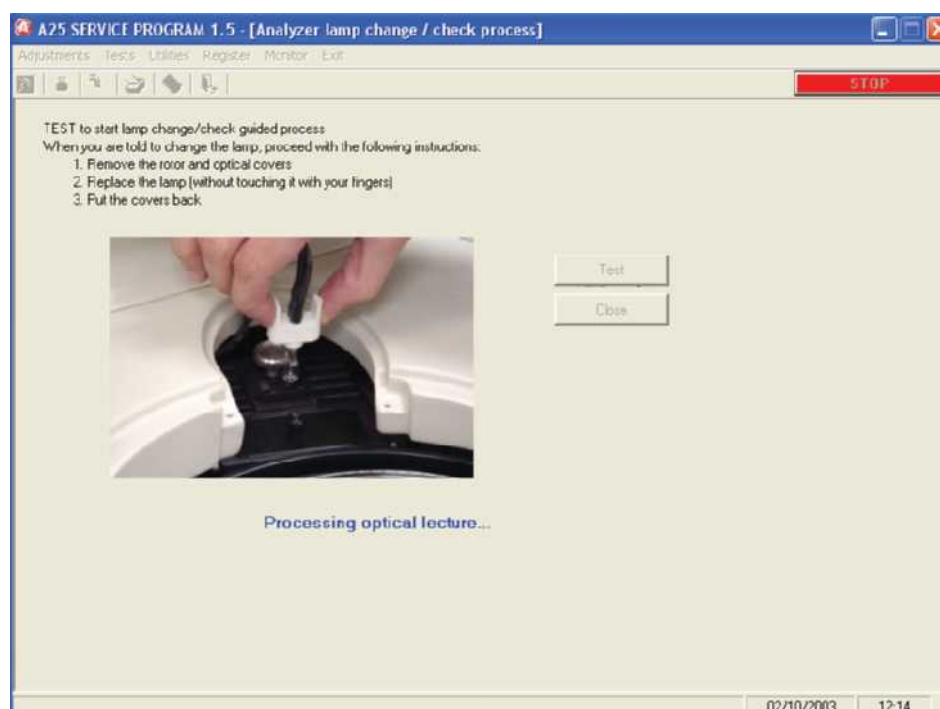 A25 SERVICE PROGRAM 1.5 - [Analyzer lamp change / check process]
Adjustments Tests Utilities Register Monitor Exit
STOP
TEST to start lamp change/check guided process
When you are told to change the lamp, proceed with the following instructions:
1. Remove the rotor and optical covers
2. Replace the lamp (without touching it with your fingers)
3. Put the covers back
Test
Close
Processing optical lecture...
02/10/2003 12:14